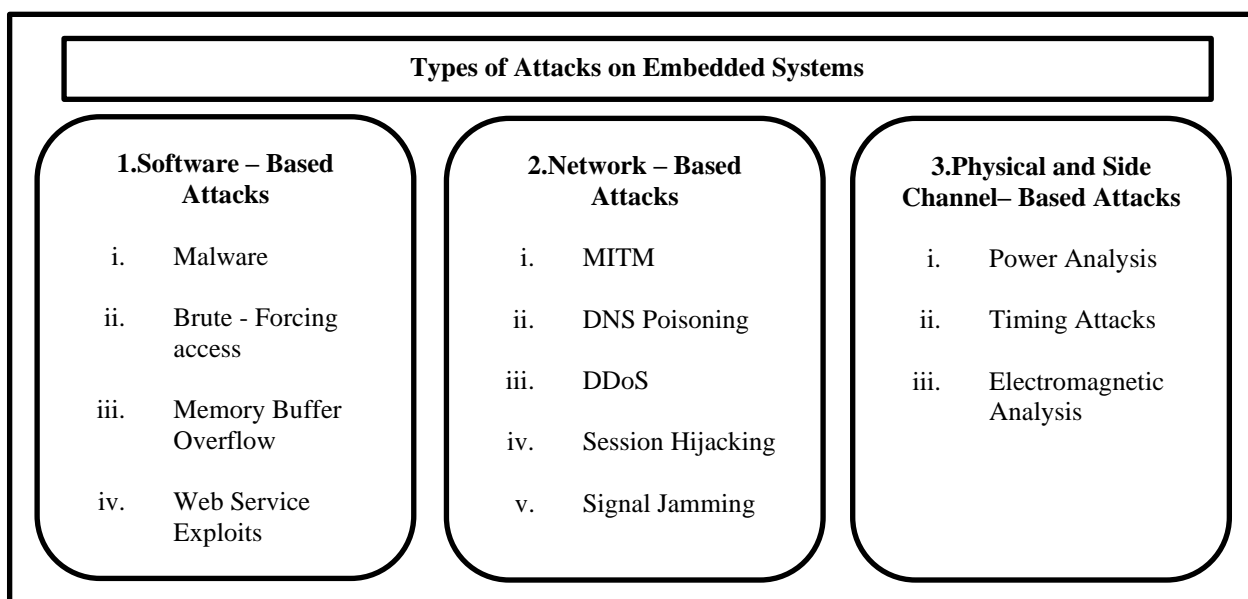 Types of Attacks on Embedded Systems
1.Software – Based
Attacks
i. Malware
ii. Brute - Forcing
access
iii. Memory Buffer
Overflow
iv. Web Service
Exploits
2.Network – Based
Attacks
i. MITM
ii. DNS Poisoning
iii. DDoS
iv. Session Hijacking
v. Signal Jamming
3.Physical and Side
Channel– Based Attacks
i. Power Analysis
ii. Timing Attacks
iii. Electromagnetic
Analysis